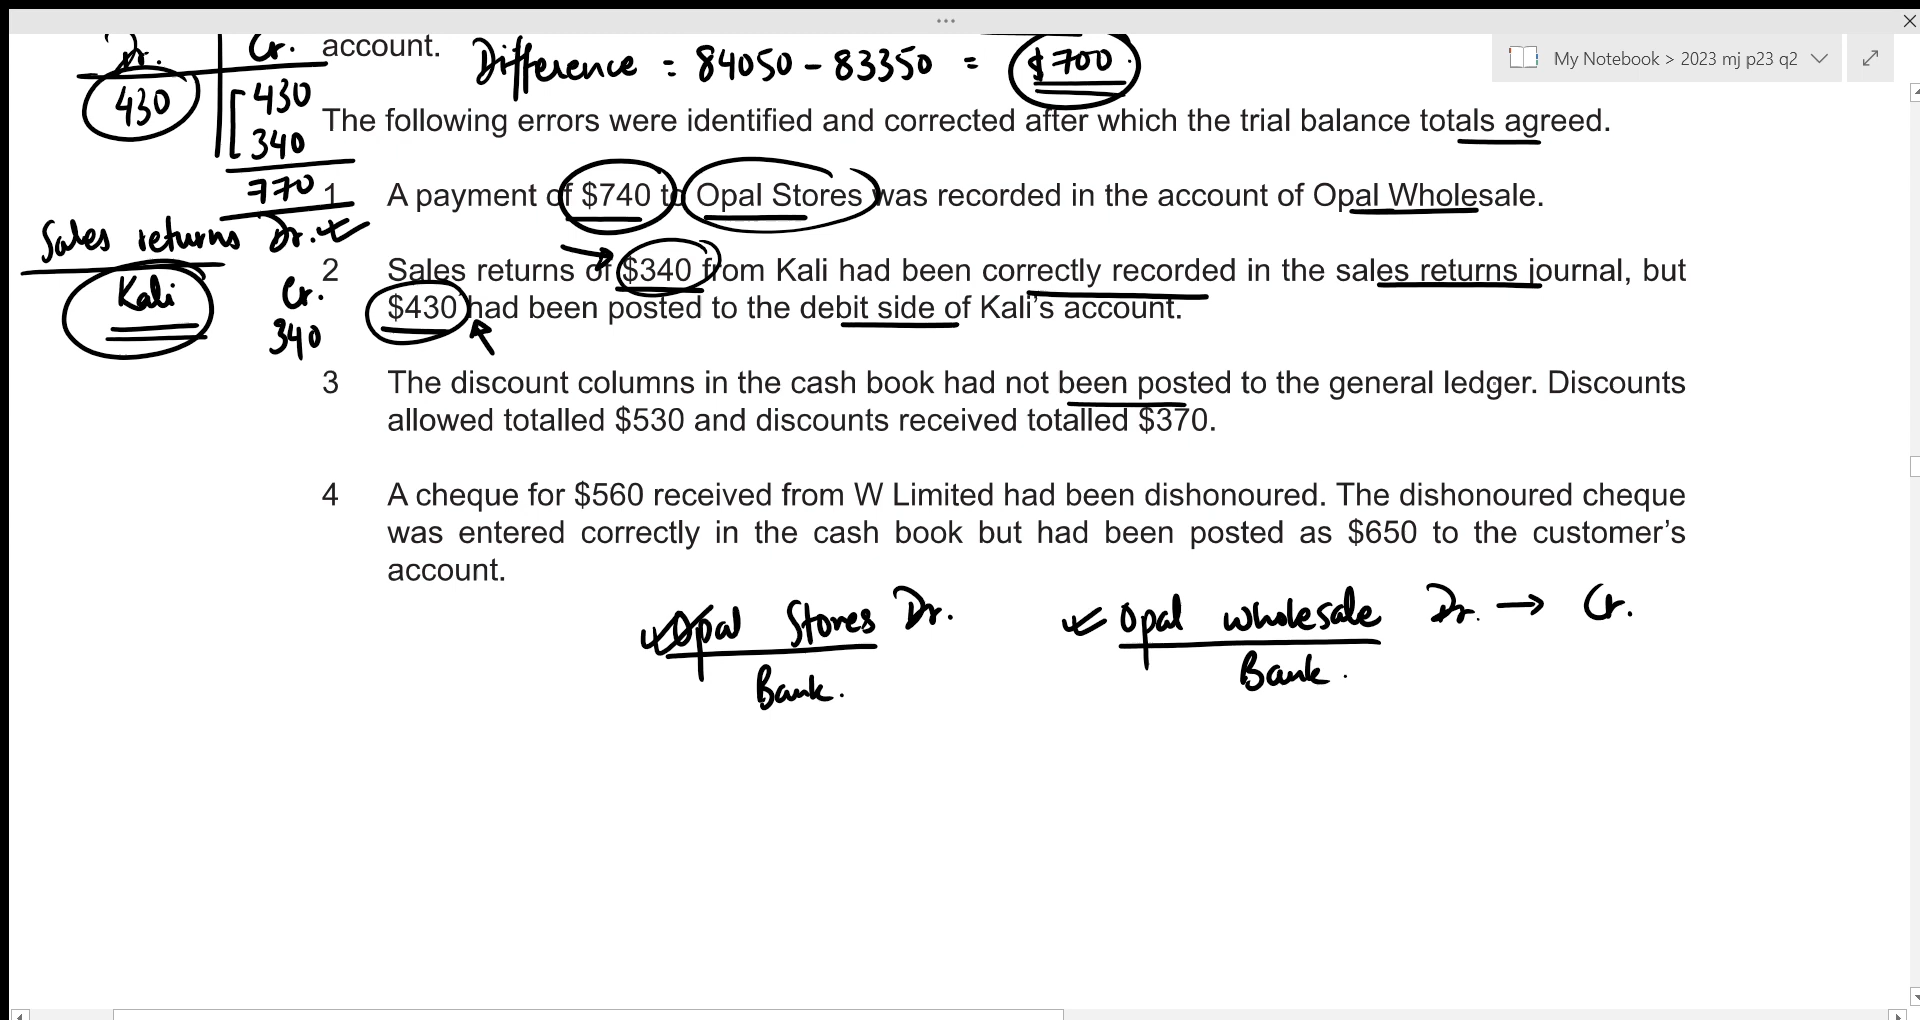 Dr. Cr. account. Difference = 84050 - 83350 = $700
My Notebook > 2023 mj p23 q2
430 430
340
770
The following errors were identified and corrected after which the trial balance totals agreed.
1 A payment of $740 to Opal Stores was recorded in the account of Opal Wholesale.
Sales returns Dr.
Kali Cr.
340
2 Sales returns of $340 from Kali had been correctly recorded in the sales returns journal, but
$430 had been posted to the debit side of Kali's account.
3 The discount columns in the cash book had not been posted to the general ledger. Discounts
allowed totalled $530 and discounts received totalled $370.
4 A cheque for $560 received from W Limited had been dishonoured. The dishonoured cheque
was entered correctly in the cash book but had been posted as $650 to the customer's
account.
Opal Stores Dr. Opal Wholesale Dr. → Cr.
Bank. Bank.